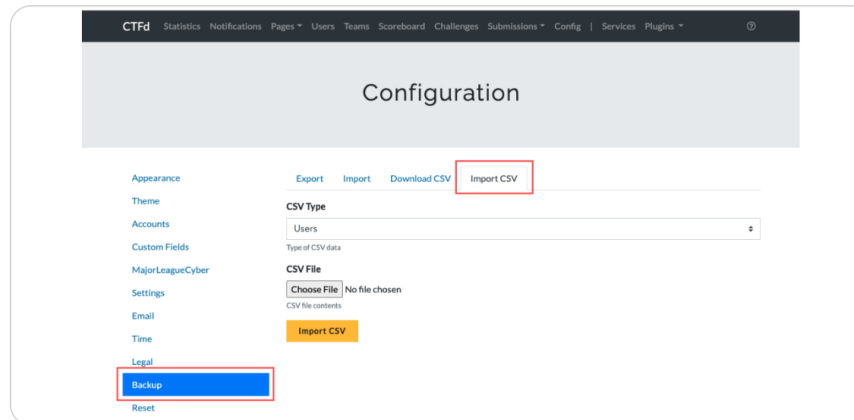 CTFd Statistics Notifications Pages Users Teams Scoreboard Challenges Submissions Config | Services Plugins
Configuration
Appearance
Theme
Accounts
Custom Fields
MajorLeagueCyber
Settings
Email
Time
Legal
Backup
Reset
Export Import Download CSV Import CSV
CSV Type
Users
Type of CSV data
CSV File
Choose File No file chosen
CSV file contents
Import CSV